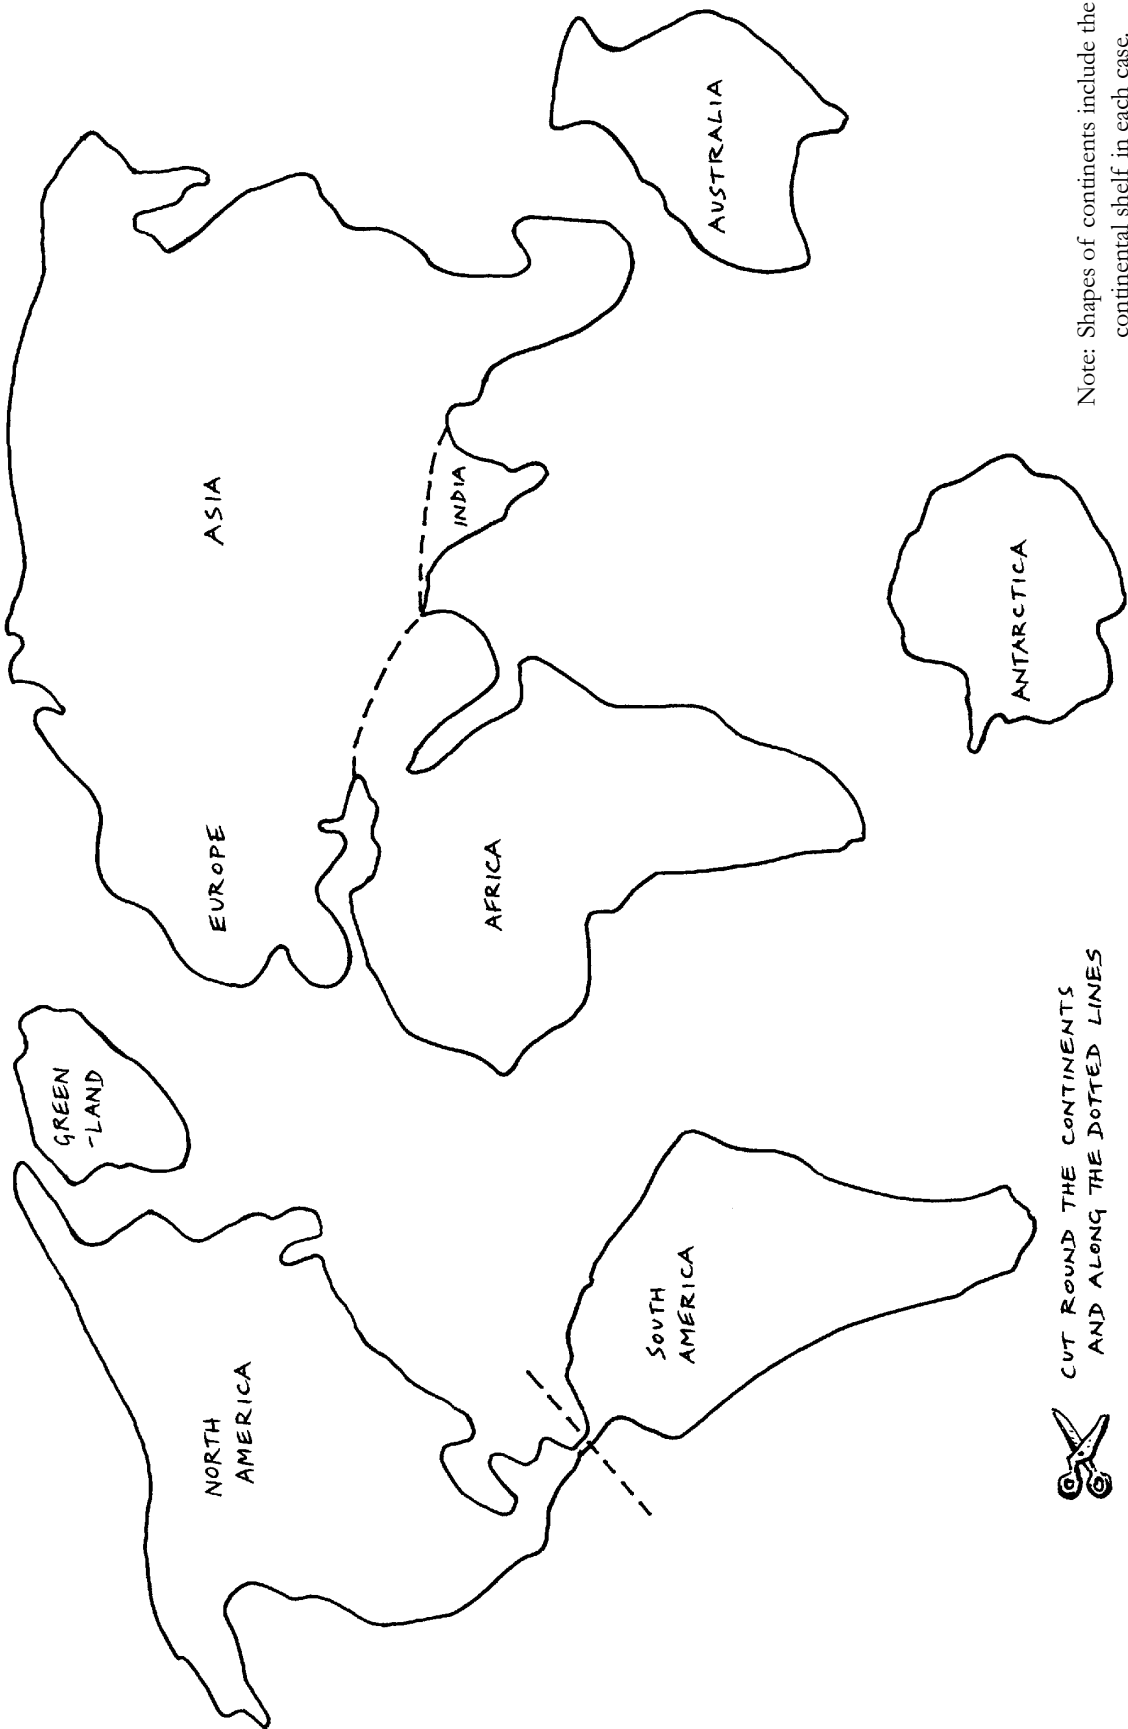 GREEN
-LAND
NORTH
AMERICA
EUROPE
ASIA
INDIA
AFRICA
SOUTH
AMERICA
AUSTRALIA
ANTARCTICA
CUT ROUND THE CONTINENTS
AND ALONG THE DOTTED LINES
Note: Shapes of continents include the
continental shelf in each case.